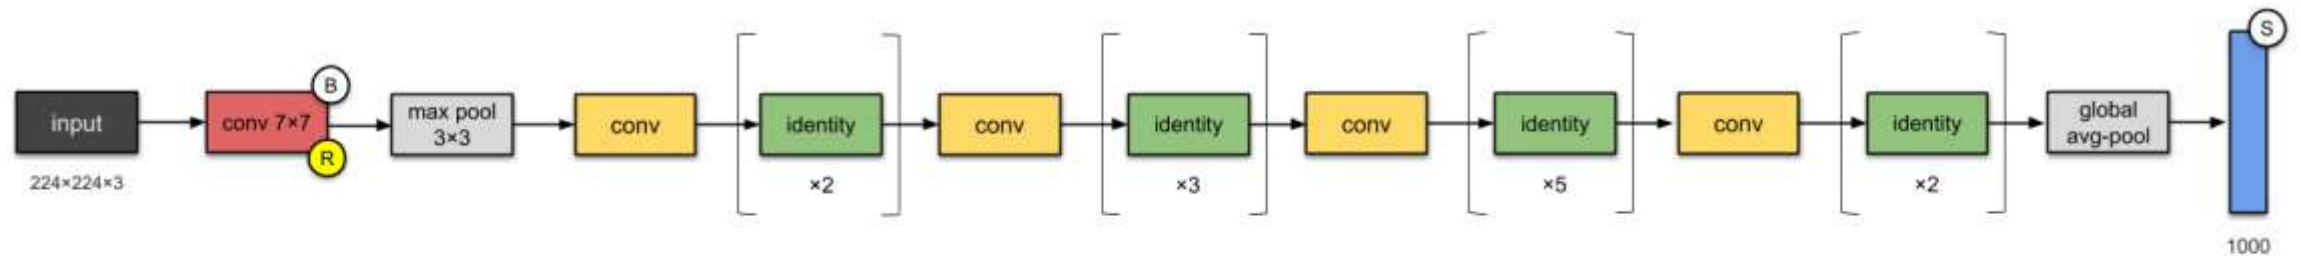 input
224×224×3
conv 7×7
B
R
max pool
3×3
conv
identity
×2
conv
identity
×3
conv
identity
×5
conv
identity
×2
global
avg-pool
S
1000